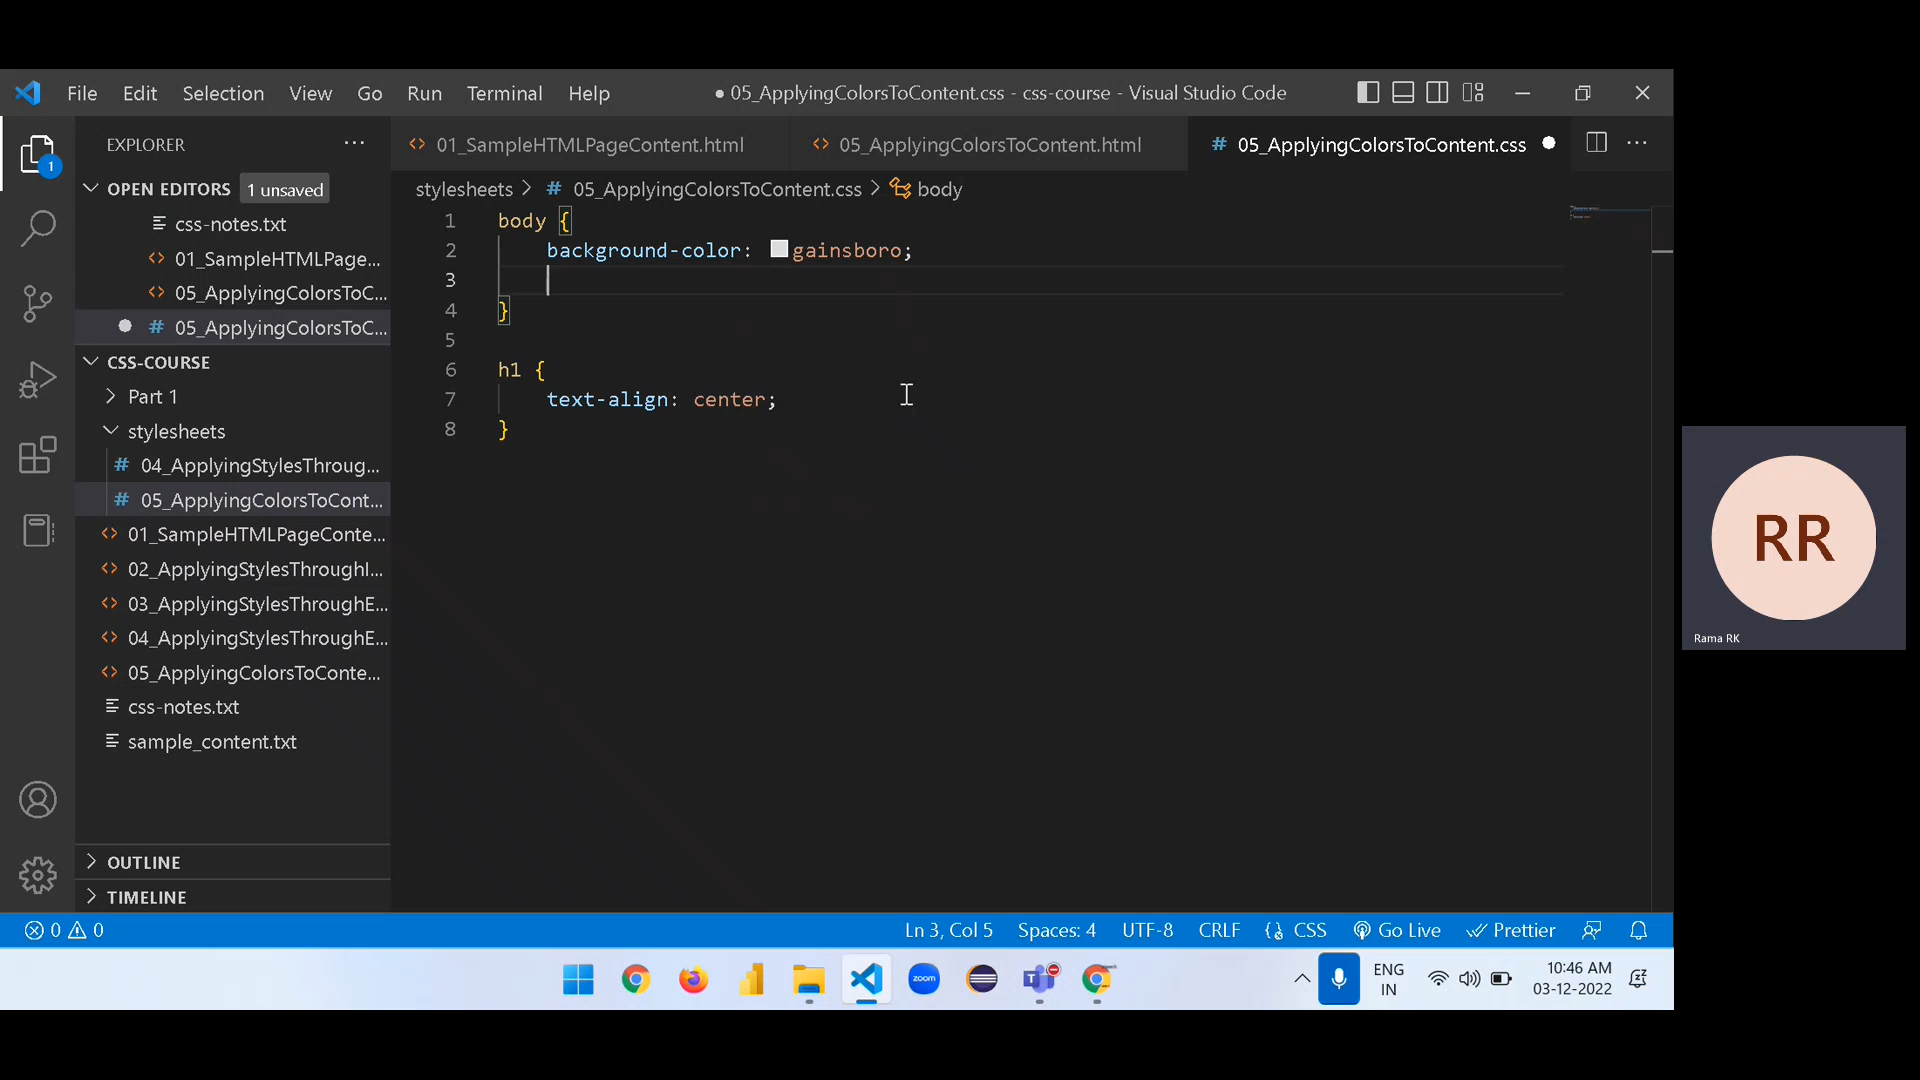 File Edit Selection View Go Run Terminal Help
● 05_ApplyingColorsToContent.css - css-course - Visual Studio Code
EXPLORER
1
OPEN EDITORS 1 unsaved
css-notes.txt
01_SampleHTMLPage...
05_ApplyingColorsToC...
05_ApplyingColorsToC...
CSS-COURSE
Part 1
stylesheets
04_ApplyingStylesThroug...
05_ApplyingColorsToCont...
01_SampleHTMLPageConte...
02_ApplyingStylesThroughI...
03_ApplyingStylesThroughE...
04_ApplyingStylesThroughE...
05_ApplyingColorsToConte...
css-notes.txt
sample_content.txt
OUTLINE
TIMELINE
01_SampleHTMLPageContent.html
05_ApplyingColorsToContent.html
# 05_ApplyingColorsToContent.css
stylesheets > # 05_ApplyingColorsToContent.css > body
1 body {
2 background-color: gainsboro;
3
4 }
5
6 h1 {
7 text-align: center;
8 }
RR
Rama RK
0 0
Ln 3, Col 5 Spaces: 4 UTF-8 CRLF CSS Go Live Prettier
zoom
ENG
IN
10:46 AM
03-12-2022